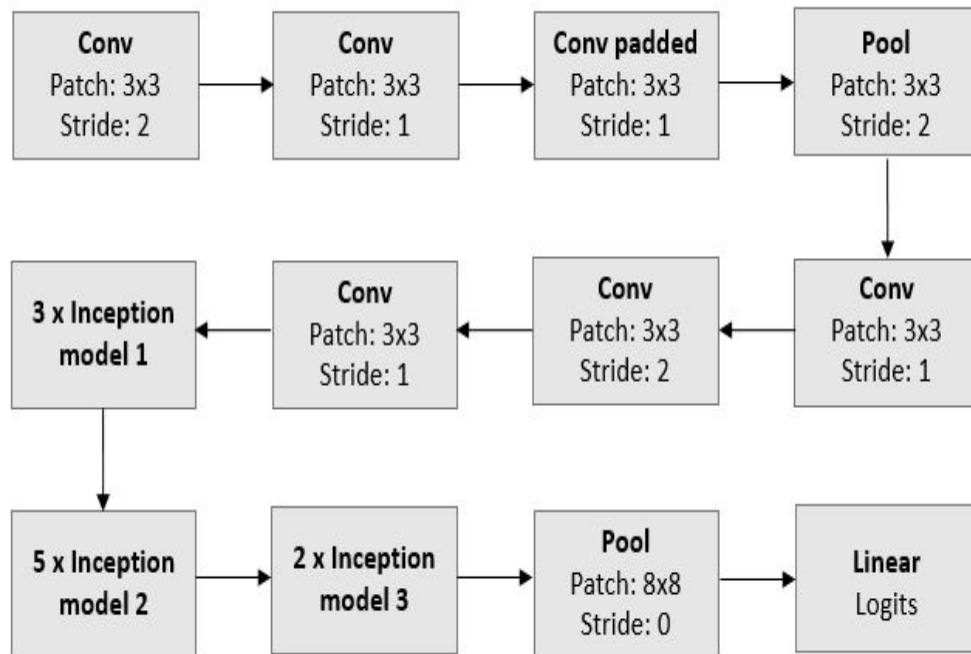 Conv
Patch: 3x3
Stride: 2
Conv
Patch: 3x3
Stride: 1
Conv padded
Patch: 3x3
Stride: 1
Pool
Patch: 3x3
Stride: 2
Conv
Patch: 3x3
Stride: 1
Conv
Patch: 3x3
Stride: 2
Conv
Patch: 3x3
Stride: 1
3 x Inception
model 1
5 x Inception
model 2
2 x Inception
model 3
Pool
Patch: 8x8
Stride: 0
Linear
Logits